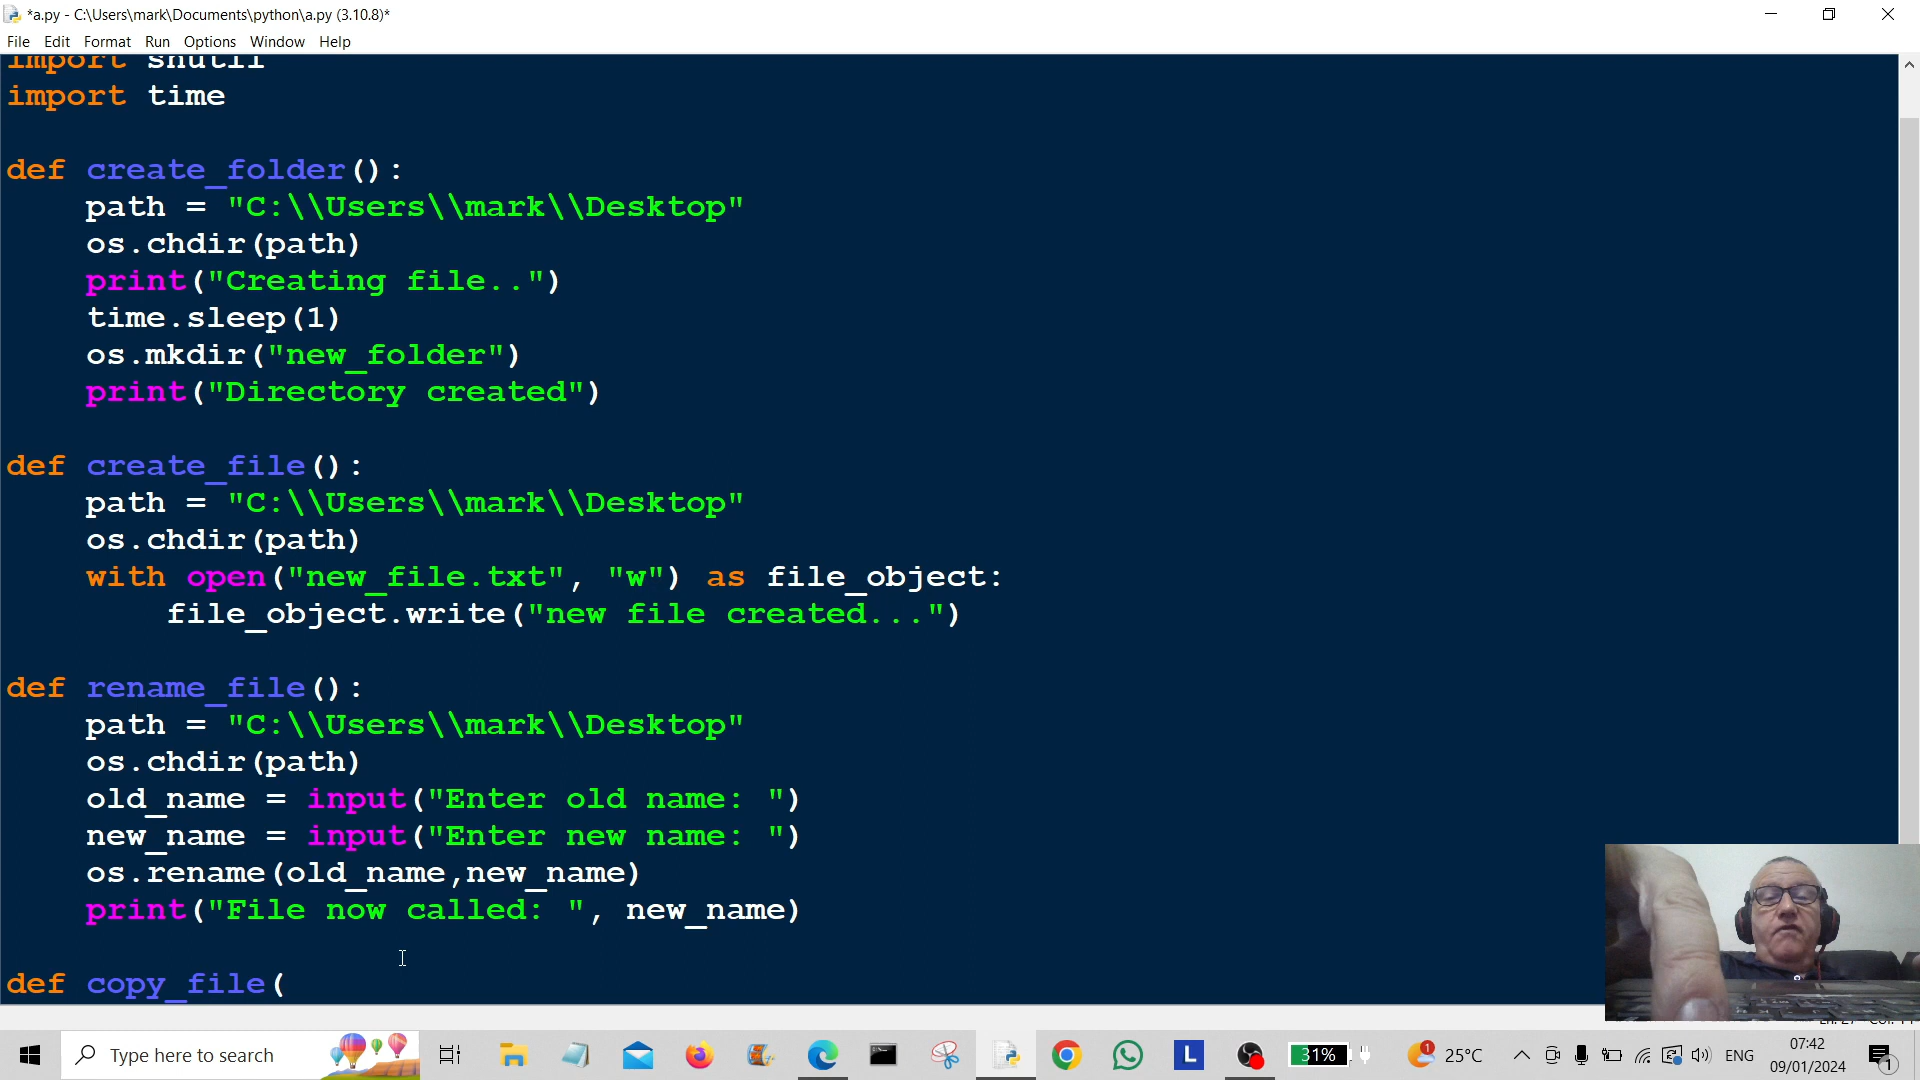 *a.py - C:\Users\mark\Documents\python\a.py (3.10.8)*
File Edit Format Run Options Window Help
import shutil
import time
def create_folder():
path = "C:\\Users\\mark\\Desktop"
os.chdir(path)
print("Creating file..")
time.sleep(1)
os.mkdir("new_folder")
print("Directory created")
def create_file():
path = "C:\\Users\\mark\\Desktop"
os.chdir(path)
with open("new_file.txt", "w") as file_object:
file_object.write("new file created...")
def rename_file():
path = "C:\\Users\\mark\\Desktop"
os.chdir(path)
old_name = input("Enter old name: ")
new_name = input("Enter new name: ")
os.rename(old_name,new_name)
print("File now called: ", new_name)
def copy_file(
Type here to search
L
31%
1
25°C
ENG
07:42
09/01/2024
1